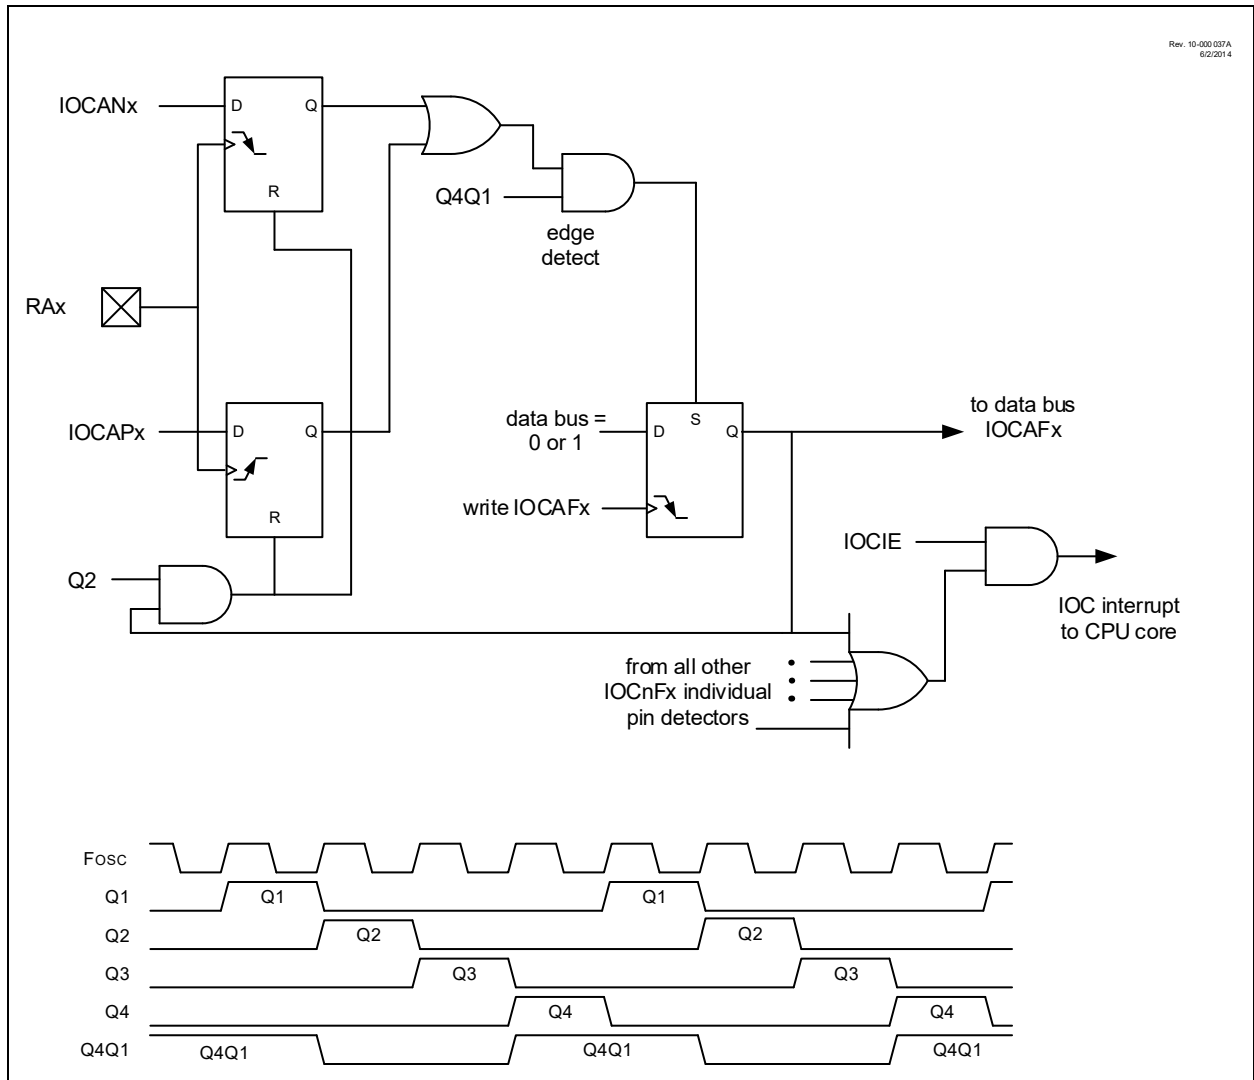 Rev. 10-000037A
6/2/2014
IOCANx
D
Q
R
Q4Q1
edge
detect
RAx
IOCAPx
D
Q
R
data bus =
0 or 1
D
S
Q
to data bus
IOCAFx
write IOCAFx
IOCIE
Q2
IOC interrupt
to CPU core
from all other
IOCnFx individual
pin detectors
FOSC
Q1
Q1
Q1
Q2
Q2
Q2
Q3
Q3
Q3
Q4
Q4
Q4
Q4Q1
Q4Q1
Q4Q1
Q4Q1